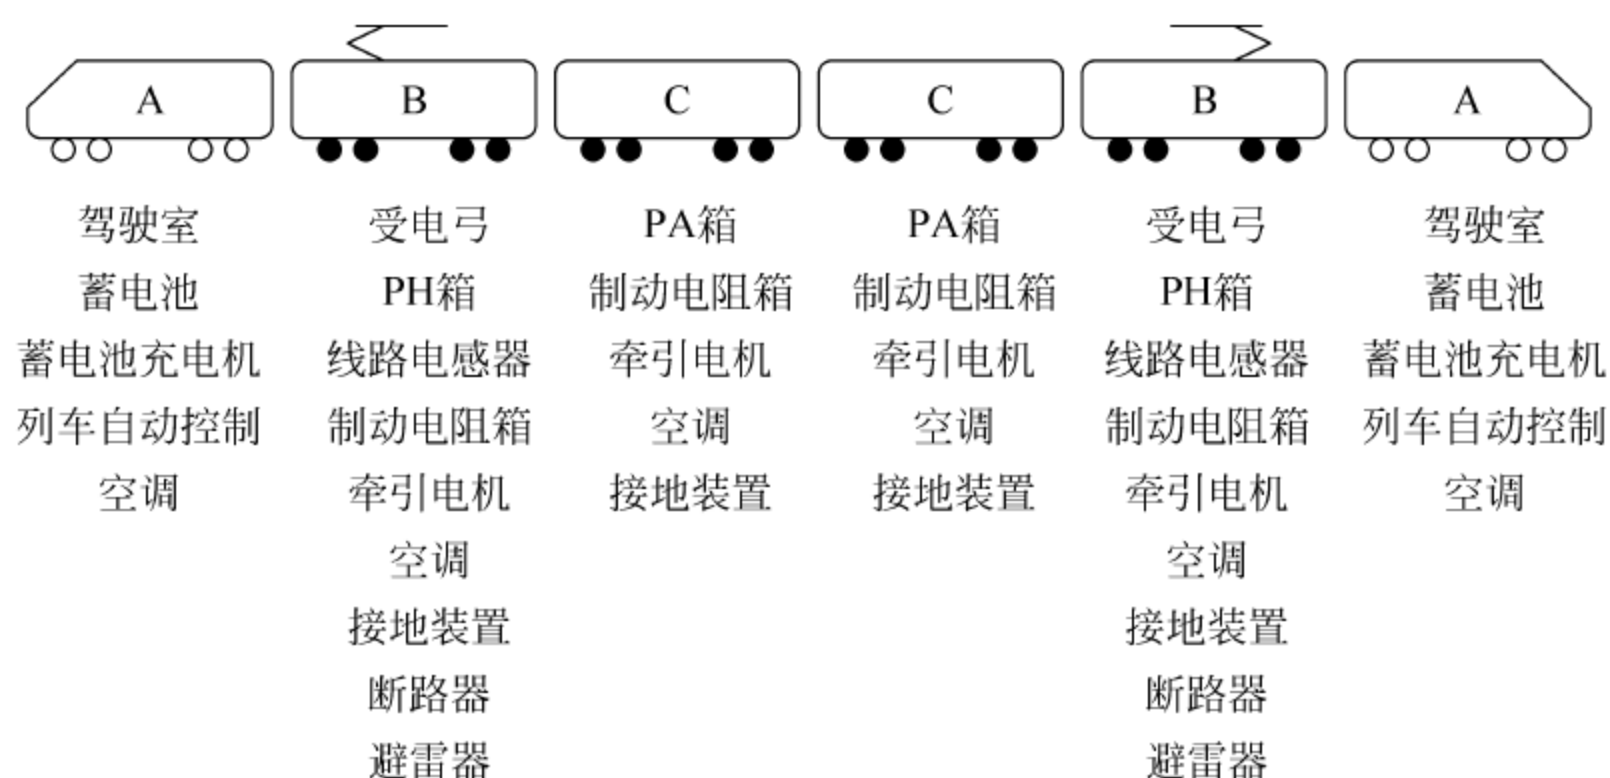 A B C C B A
驾驶室 受电弓 PA箱 PA箱 受电弓 驾驶室
蓄电池 PH箱 制动电阻箱 制动电阻箱 PH箱 蓄电池
蓄电池充电机 线路电感器 牵引电机 牵引电机 线路电感器 蓄电池充电机
列车自动控制 制动电阻箱 空调 空调 制动电阻箱 列车自动控制
空调 牵引电机 接地装置 接地装置 牵引电机 空调
空调 空调
接地装置 接地装置
断路器 断路器
避雷器 避雷器